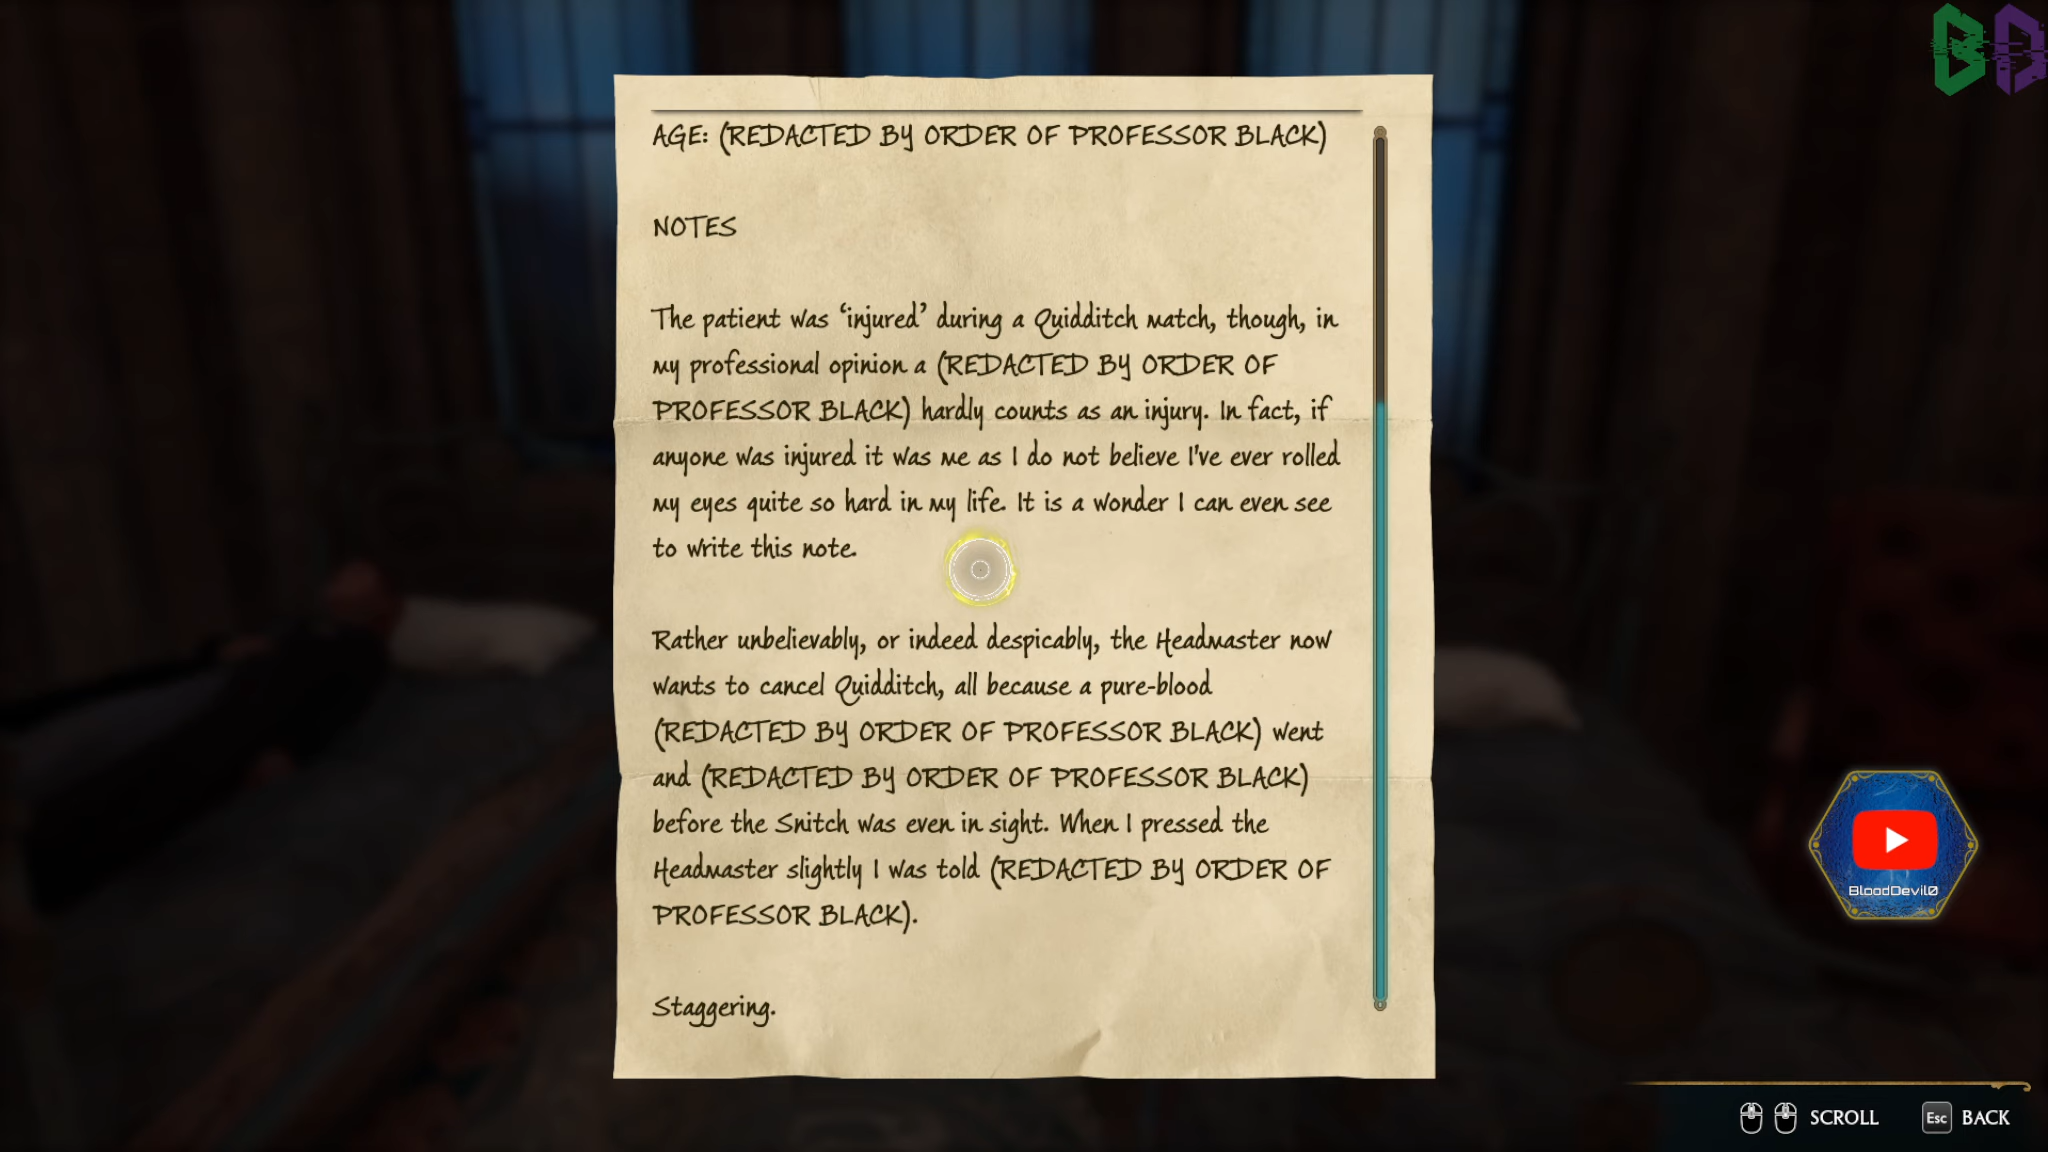 AGE: (REDACTED BY ORDER OF PROFESSOR BLACK)
NOTES
The patient was ‘injured’ during a Quidditch match, though, in
my professional opinion a (REDACTED BY ORDER OF
PROFESSOR BLACK) hardly counts as an injury. In fact, if
anyone was injured it was me as I do not believe I've ever rolled
my eyes quite so hard in my life. It is a wonder I can even see
to write this note.
Rather unbelievably, or indeed despicably, the Headmaster now
wants to cancel Quidditch, all because a pure-blood
(REDACTED BY ORDER OF PROFESSOR BLACK) went
and (REDACTED BY ORDER OF PROFESSOR BLACK)
before the Snitch was even in sight. When I pressed the
Headmaster slightly I was told (REDACTED BY ORDER OF
PROFESSOR BLACK).
Staggering.
BD
BloodDevil0
SCROLL
Esc BACK